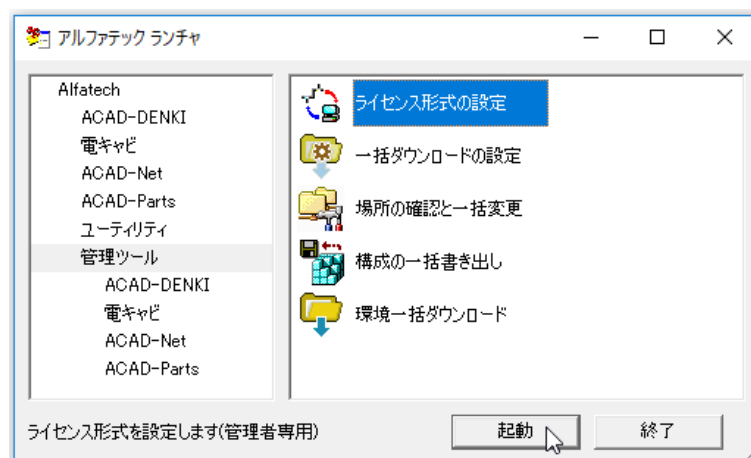 アルファテック ランチャ
Alfatech
ACAD-DENKI
電キャビ
ACAD-Net
ACAD-Parts
ユーティリティ
管理ツール
ACAD-DENKI
電キャビ
ACAD-Net
ACAD-Parts
ライセンス形式の設定
一括ダウンロードの設定
場所の確認と一括変更
構成の一括書き出し
環境一括ダウンロード
ライセンス形式を設定します(管理者専用)
起動
終了